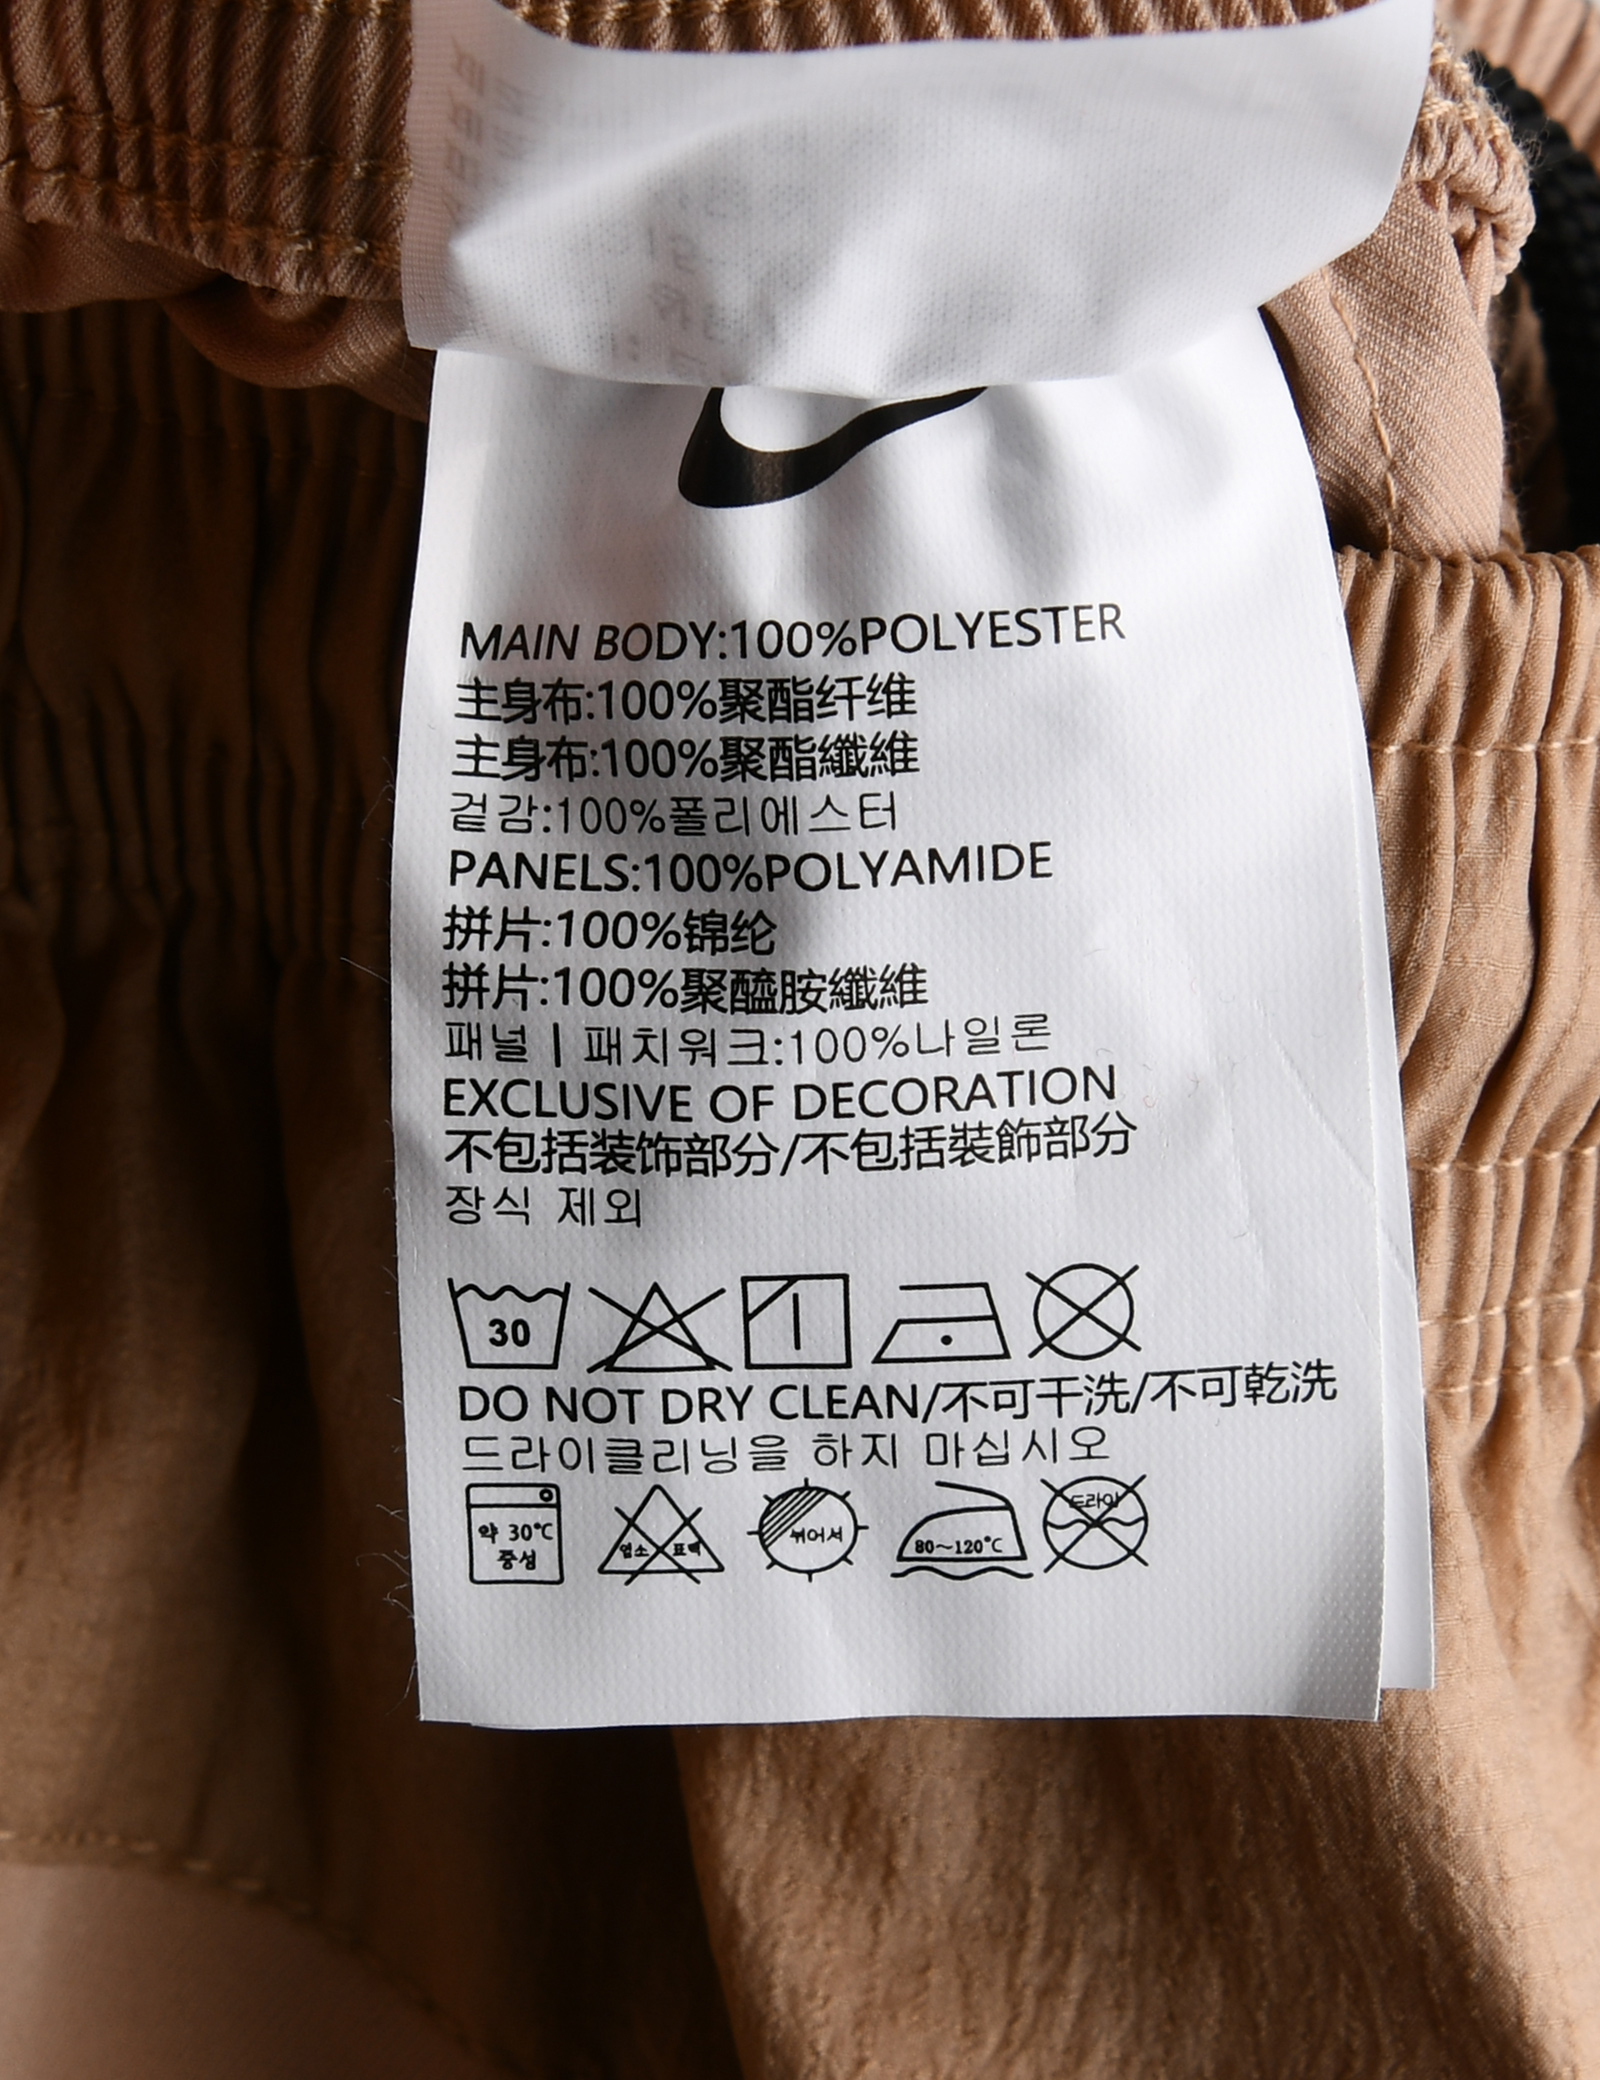 MAIN BODY:100%POLYESTER
主身布:100%聚酯纤维
主身布:100%聚酯纖維
겉감:100%폴리에스터
PANELS:100%POLYAMIDE
拼片:100%锦纶
拼片:100%聚醯胺纖維
패널 | 패치워크:100%나일론
EXCLUSIVE OF DECORATION
不包括装饰部分/不包括裝飾部分
장식 제외
30
DO NOT DRY CLEAN/不可干洗/不可乾洗
드라이클리닝을 하지 마십시오
약 30℃
중성
염소 표백
뉘어서
80~120℃
드라이